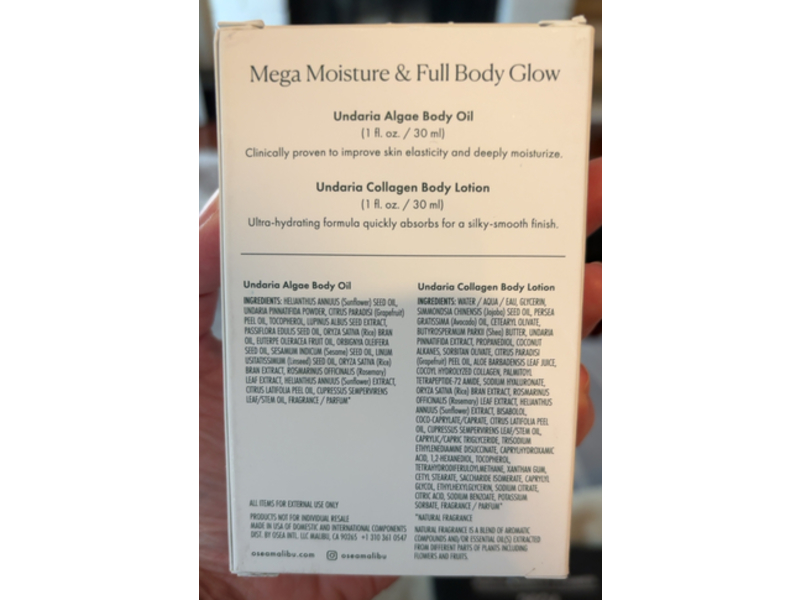 Mega Moisture & Full Body Glow
Undaria Algae Body Oil
(1 fl. oz. / 30 ml)
Clinically proven to improve skin elasticity and deeply moisturize.
Undaria Collagen Body Lotion
(1 fl. oz. / 30 ml)
Ultra-hydrating formula quickly absorbs for a silky-smooth finish.
Undaria Algae Body Oil
INGREDIENTS: HELIANTHUS ANNUUS (Sunflower) SEED OIL,
UNDARIA PINNATIFIDA POWDER, CITRUS PARADISI (Grapefruit)
PEEL OIL, TOCOPHEROL, LUPINUS ALBUS SEED EXTRACT,
PASSIFLORA EDULIS SEED OIL, ORYZA SATIVA (Rice) BRAN
OIL, EUTERPE OLERACEA FRUIT OIL, ORBIGNYA OLEIFERA
SEED OIL, SESAMUM INDICUM (Sesame) SEED OIL, LINUM
USITATISSIMUM (Linseed) SEED OIL, ORYZA SATIVA (Rice)
BRAN EXTRACT, ROSMARINUS OFFICINALIS (Rosemary)
LEAF EXTRACT, HELIANTHUS ANNUUS (Sunflower) EXTRACT,
CITRUS LATIFOLIA PEEL OIL, CUPRESSUS SEMPERVIRENS
LEAF/STEM OIL, FRAGRANCE / PARFUM*
ALL ITEMS FOR EXTERNAL USE ONLY
PRODUCTS NOT FOR INDIVIDUAL RESALE
MADE IN USA OF DOMESTIC AND INTERNATIONAL COMPONENTS
DIST. BY OSEA INTL. LLC MALIBU, CA 90265 +1 310 361 0547
oseamalibu.com oseamalibu
Undaria Collagen Body Lotion
INGREDIENTS: WATER / AQUA / EAU, GLYCERIN,
SIMMONDSIA CHINENSIS (Jojoba) SEED OIL, PERSEA
GRATISSIMA (Avocado) OIL, CETEARYL OLIVATE,
BUTYROSPERMUM PARKII (Shea) BUTTER, UNDARIA
PINNATIFIDA EXTRACT, PROPANEDIOL, COCONUT
ALKANES, SORBITAN OLIVATE, CITRUS PARADISI
(Grapefruit) PEEL OIL, ALOE BARBADENSIS LEAF JUICE,
COCOYL HYDROLYZED COLLAGEN, PALMITOYL
TETRAPEPTIDE-72 AMIDE, SODIUM HYALURONATE,
ORYZA SATIVA (Rice) BRAN EXTRACT, ROSMARINUS
OFFICINALIS (Rosemary) LEAF EXTRACT, HELIANTHUS
ANNUUS (Sunflower) EXTRACT, BISABOLOL,
COCO-CAPRYLATE/CAPRATE, CITRUS LATIFOLIA PEEL
OIL, CUPRESSUS SEMPERVIRENS LEAF/STEM OIL,
CAPRYLIC/CAPRIC TRIGLYCERIDE, TRISODIUM
ETHYLENEDIAMINE DISUCCINATE, CAPRYLHYDROXAMIC
ACID, 1,2-HEXANEDIOL, TOCOPHEROL,
TETRAHYDRODIFERULOYLMETHANE, XANTHAN GUM,
CETYL STEARATE, SACCHARIDE ISOMERATE, CAPRYLYL
GLYCOL, ETHYLHEXYLGLYCERIN, SODIUM CITRATE,
CITRIC ACID, SODIUM BENZOATE, POTASSIUM
SORBATE, FRAGRANCE / PARFUM*
*NATURAL FRAGRANCE
NATURAL FRAGRANCE IS A BLEND OF AROMATIC
COMPOUNDS AND/OR ESSENTIAL OIL(S) EXTRACTED
FROM DIFFERENT PARTS OF PLANTS INCLUDING
FLOWERS AND FRUITS.